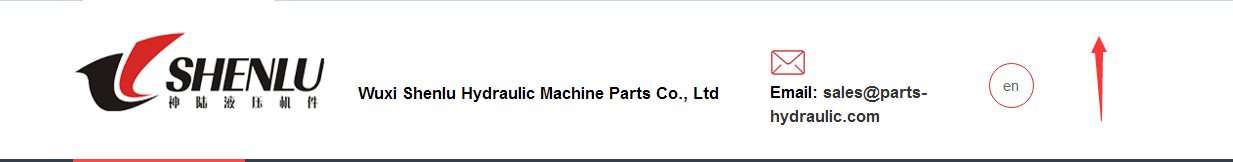 SHENLU
神陆液压机件
Wuxi Shenlu Hydraulic Machine Parts Co., Ltd
Email: sales@parts-
hydraulic.com
en